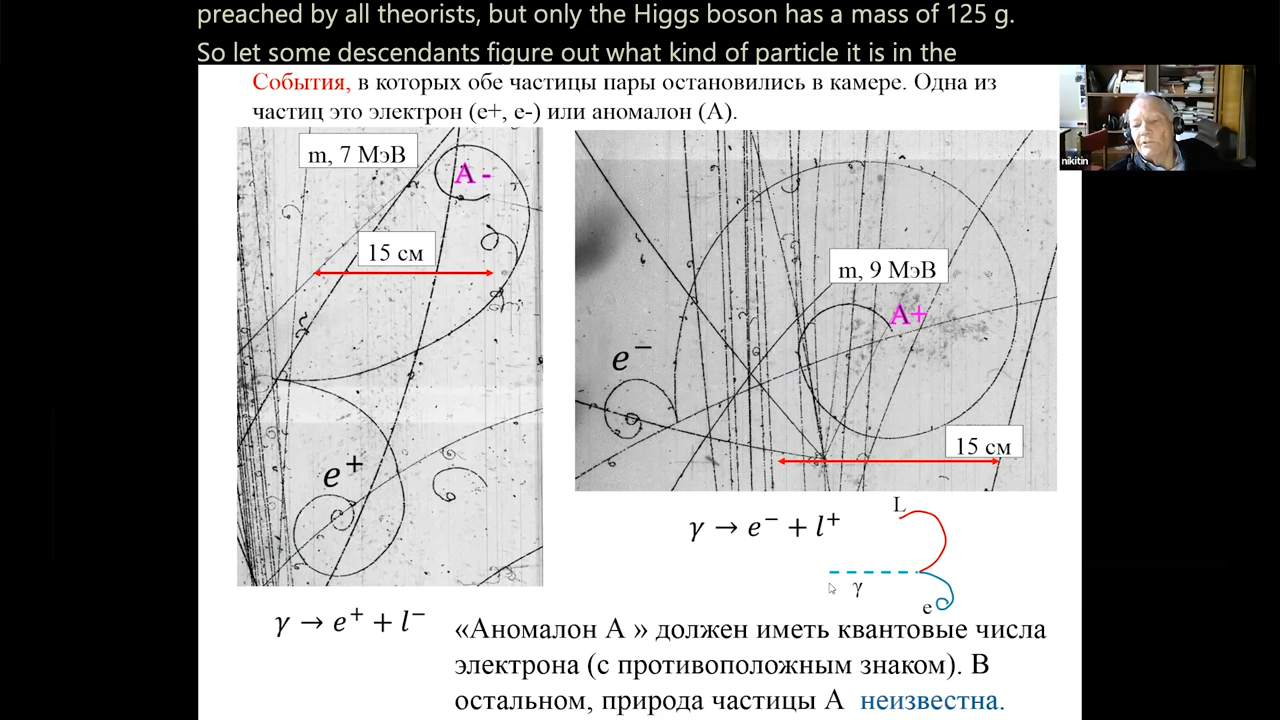 preached by all theorists, but only the Higgs boson has a mass of 125 g.
So let some descendants figure out what kind of particle it is in the
События, в которых обе частицы пары остановились в камере. Одна из
частиц это электрон (e+, e-) или аномалон (А).
m, 7 МэВ
A -
15 см
e⁺
m, 9 МэВ
A+
e⁻
15 см
nikitin
γ → e⁻ + l⁺
L
γ
e
γ → e⁺ + l⁻
«Аномалон А » должен иметь квантовые числа
электрона (с противоположным знаком). В
остальном, природа частицы А неизвестна.